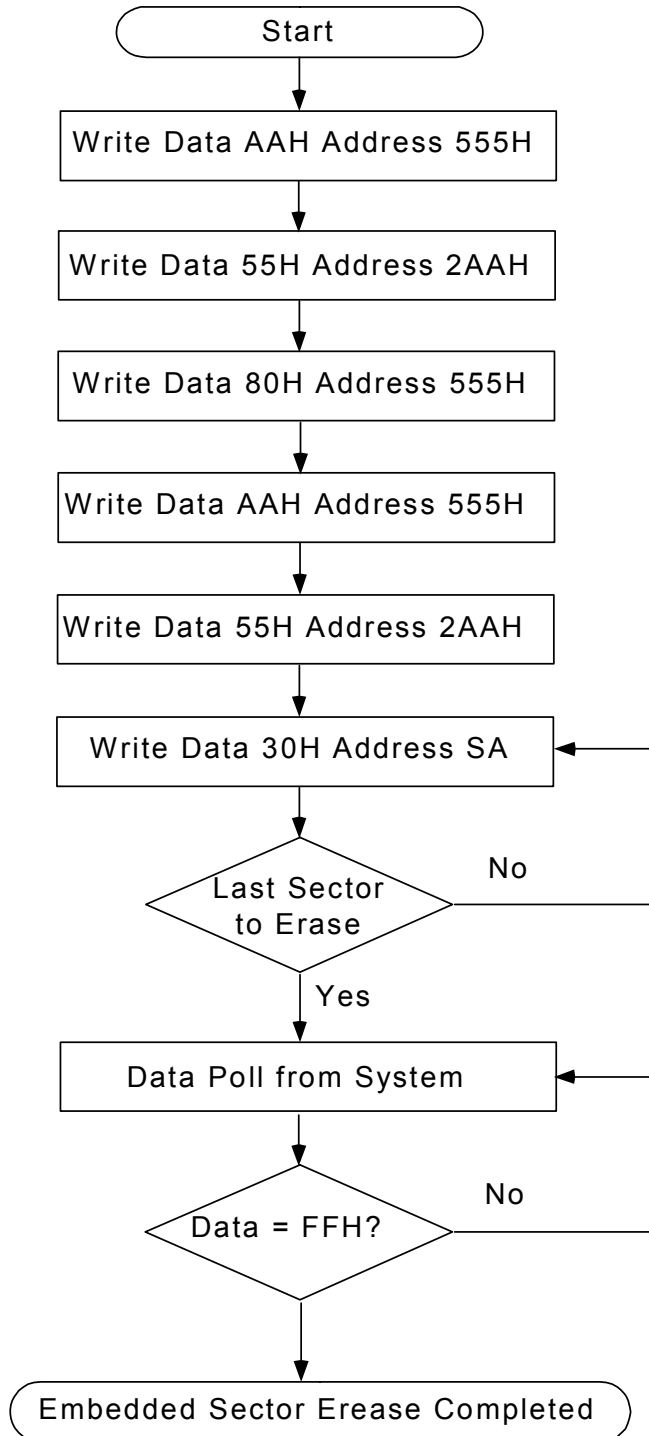 Start
Write Data AAH Address 555H
Write Data 55H Address 2AAH
Write Data 80H Address 555H
Write Data AAH Address 555H
Write Data 55H Address 2AAH
Write Data 30H Address SA
No
Last Sector
to Erase
Yes
Data Poll from System
No
Data = FFH?
Embedded Sector Erease Completed